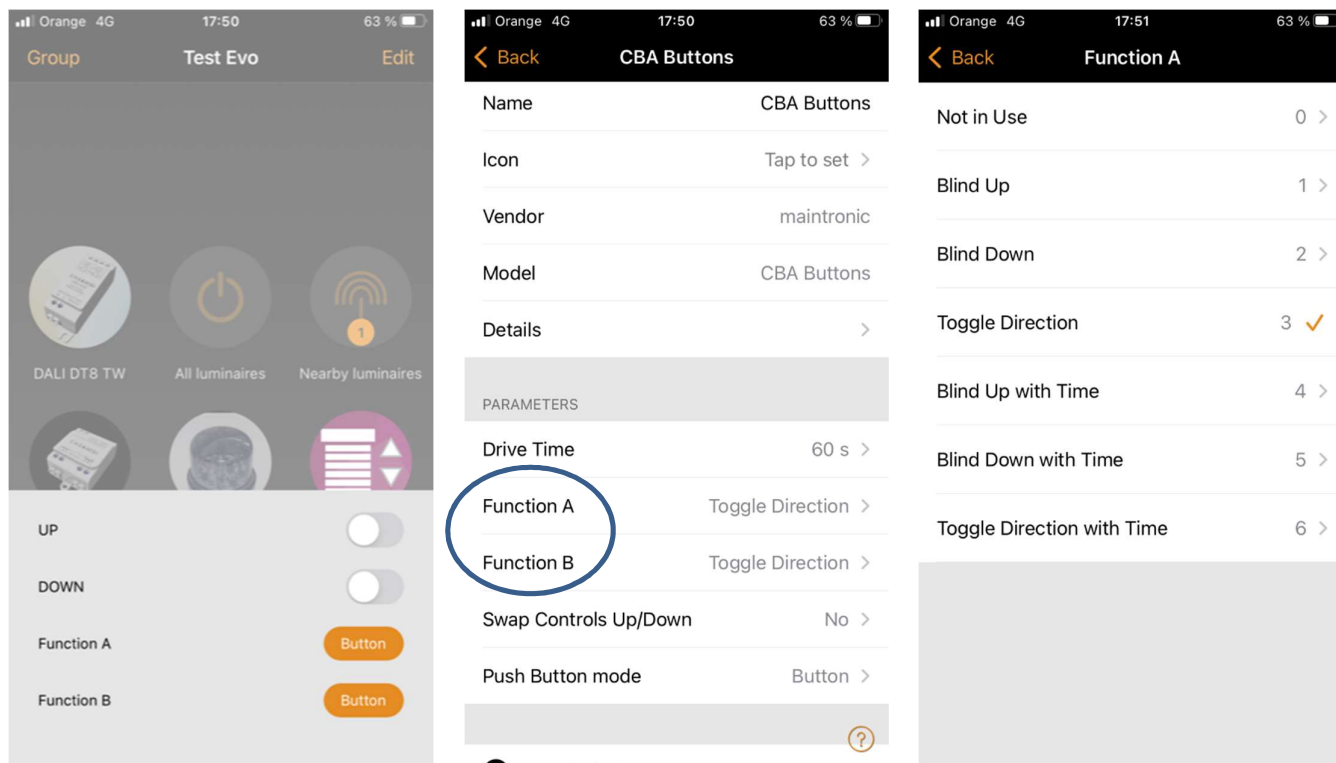 Orange 4G 17:50 63 %
Group Test Evo Edit
1
DALI DT8 TW All luminaires Nearby luminaires
UP
DOWN
Function A Button
Function B Button
Orange 4G 17:50 63 %
Back CBA Buttons
Name CBA Buttons
Icon Tap to set
Vendor maintronic
Model CBA Buttons
Details
PARAMETERS
Drive Time 60 s
Function A Toggle Direction
Function B Toggle Direction
Swap Controls Up/Down No
Push Button mode Button
?
Orange 4G 17:51 63 %
Back Function A
Not in Use 0
Blind Up 1
Blind Down 2
Toggle Direction 3
Blind Up with Time 4
Blind Down with Time 5
Toggle Direction with Time 6